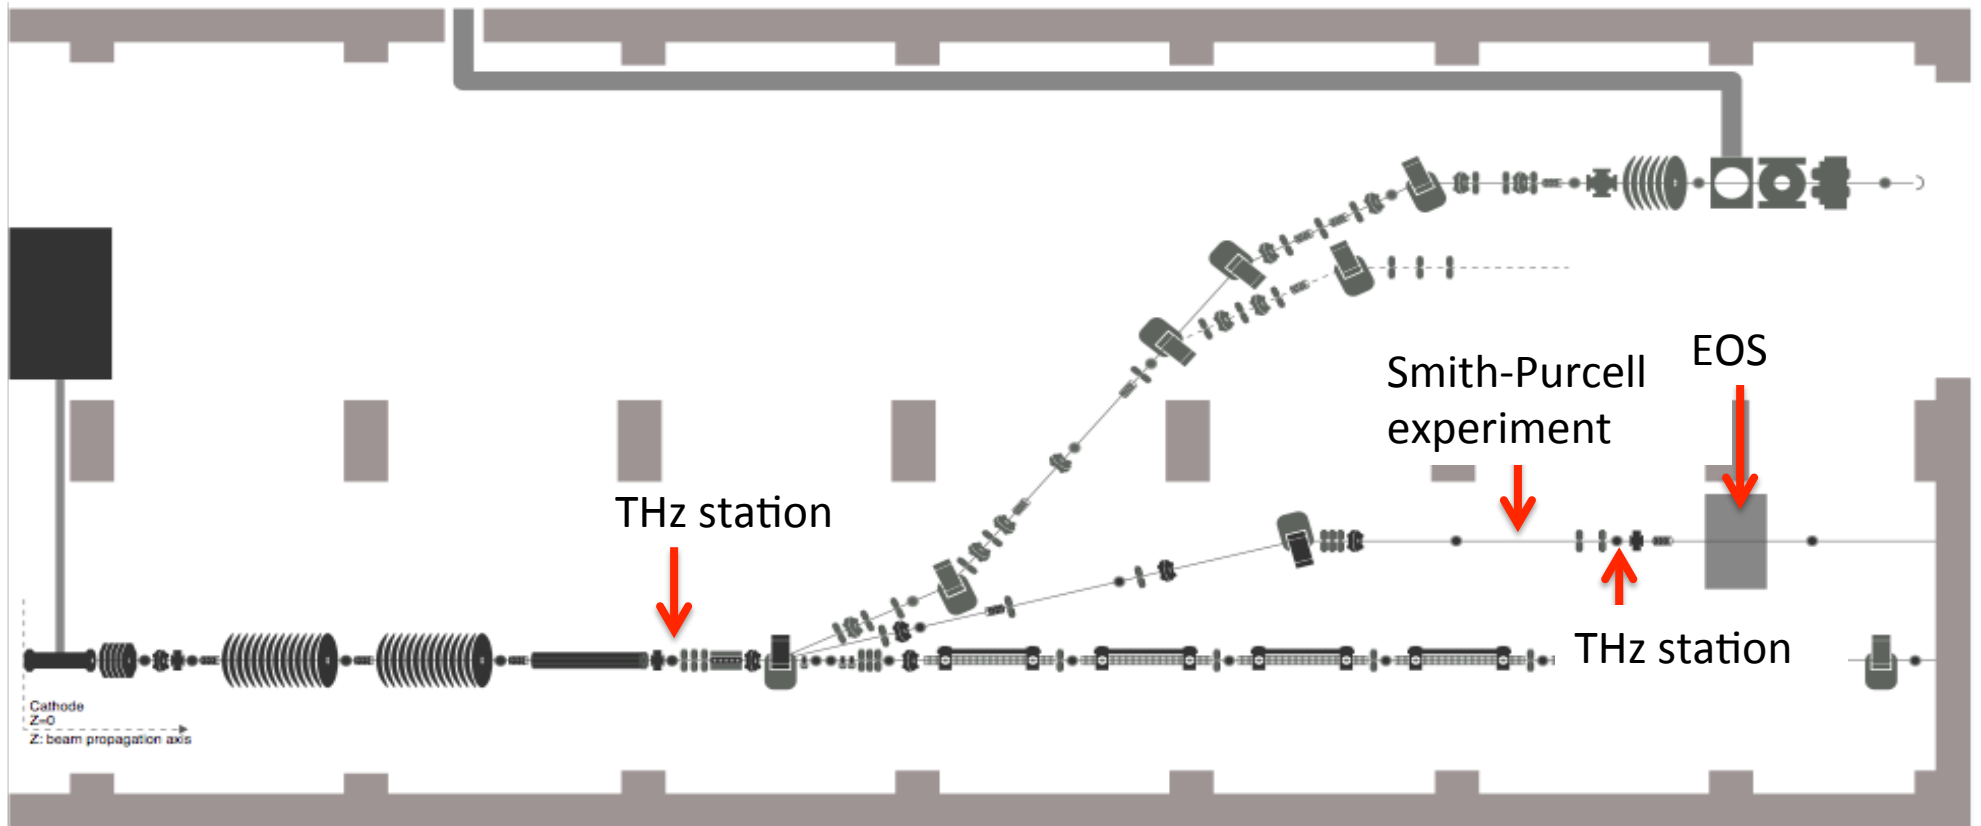 EOS
Smith-Purcell
experiment
THz station
THz station
Cathode
Z=0
Z: beam propagation axis